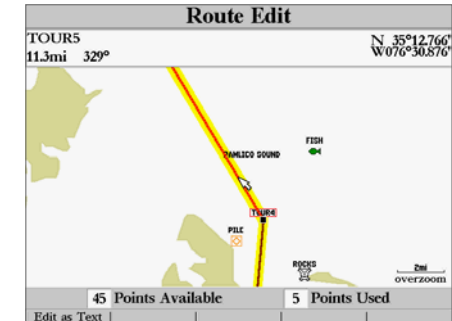 Route Edit
TOUR5
N 35°12.766'
11.3mi 329°
W076°30.876'
FISH
PAMLICO SOUND
TOUR4
PILE
ROCKS
2mi
overzoom
45 Points Available 5 Points Used
Edit as Text